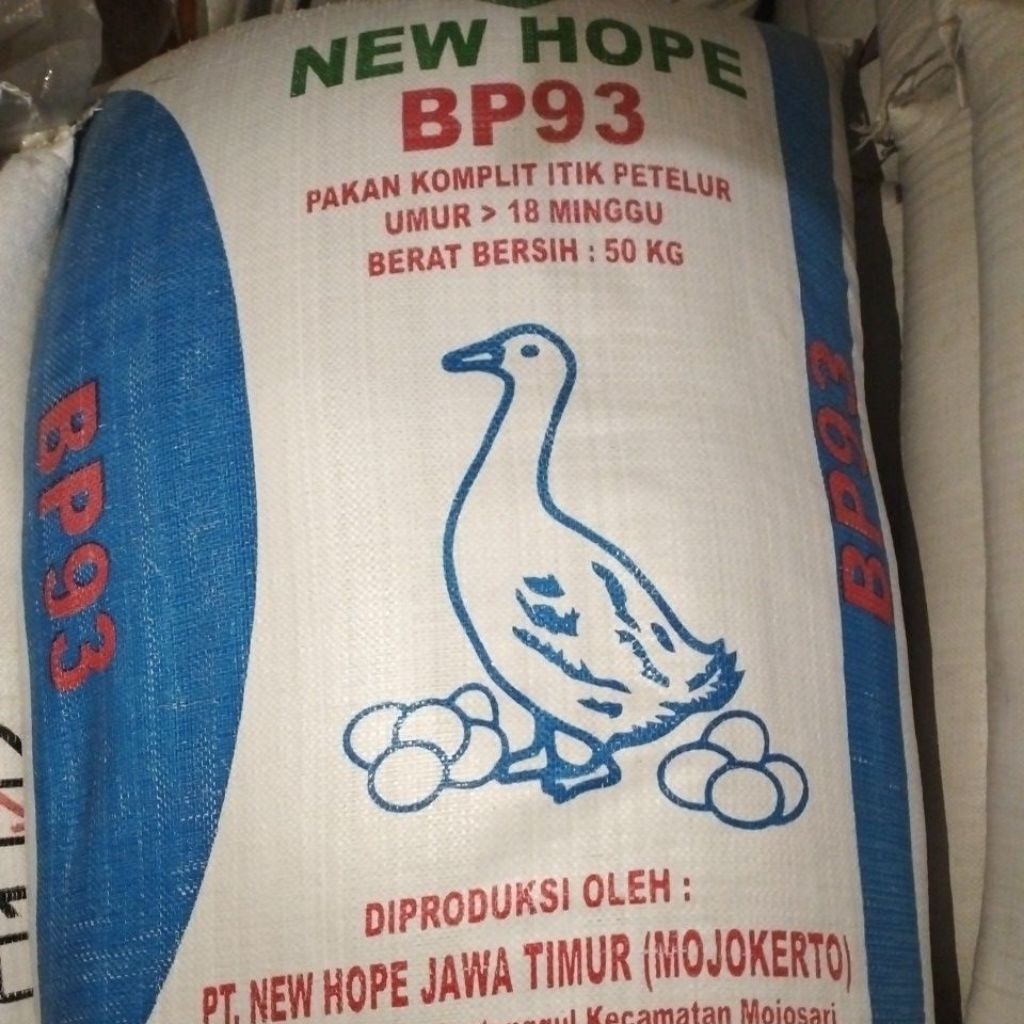 NEW HOPE
BP93
PAKAN KOMPLIT ITIK PETELUR
UMUR > 18 MINGGU
BERAT BERSIH : 50 KG
BP93
BP93
DIPRODUKSI OLEH :
PT. NEW HOPE JAWA TIMUR (MOJOKERTO)
Kecamatan Mojosari